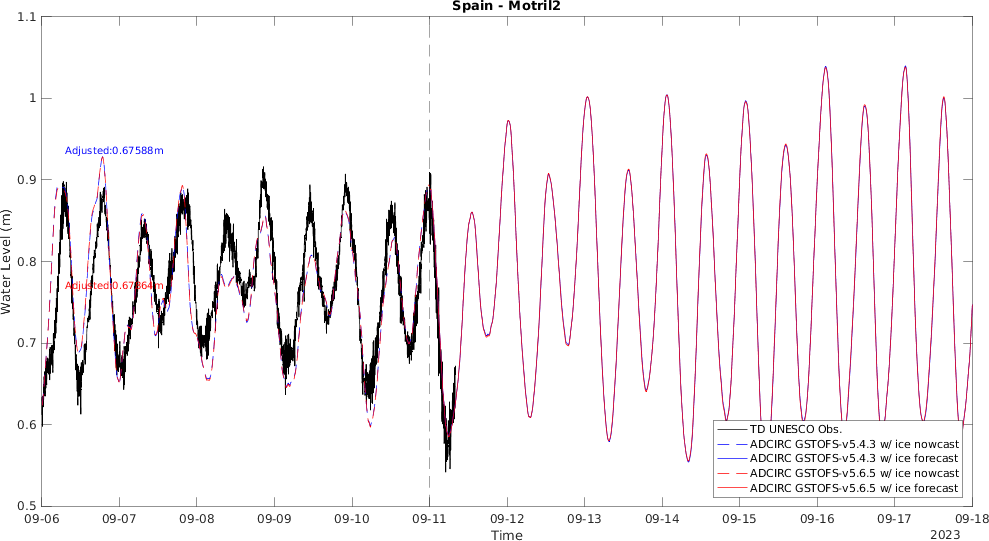 Spain - Motril2
1.1
1
0.9
0.8
0.7
0.6
0.5
Water Level (m)
Adjusted:0.67588m
TD UNESCO Obs.
ADCIRC GSTOFS-v5.4.3 w/ ice nowcast
ADCIRC GSTOFS-v5.4.3 w/ ice forecast
ADCIRC GSTOFS-v5.6.5 w/ ice nowcast
ADCIRC GSTOFS-v5.6.5 w/ ice forecast
09-06 09-07 09-08 09-09 09-10 09-11 09-12 09-13 09-14 09-15 09-16 09-17 09-18
Time
2023